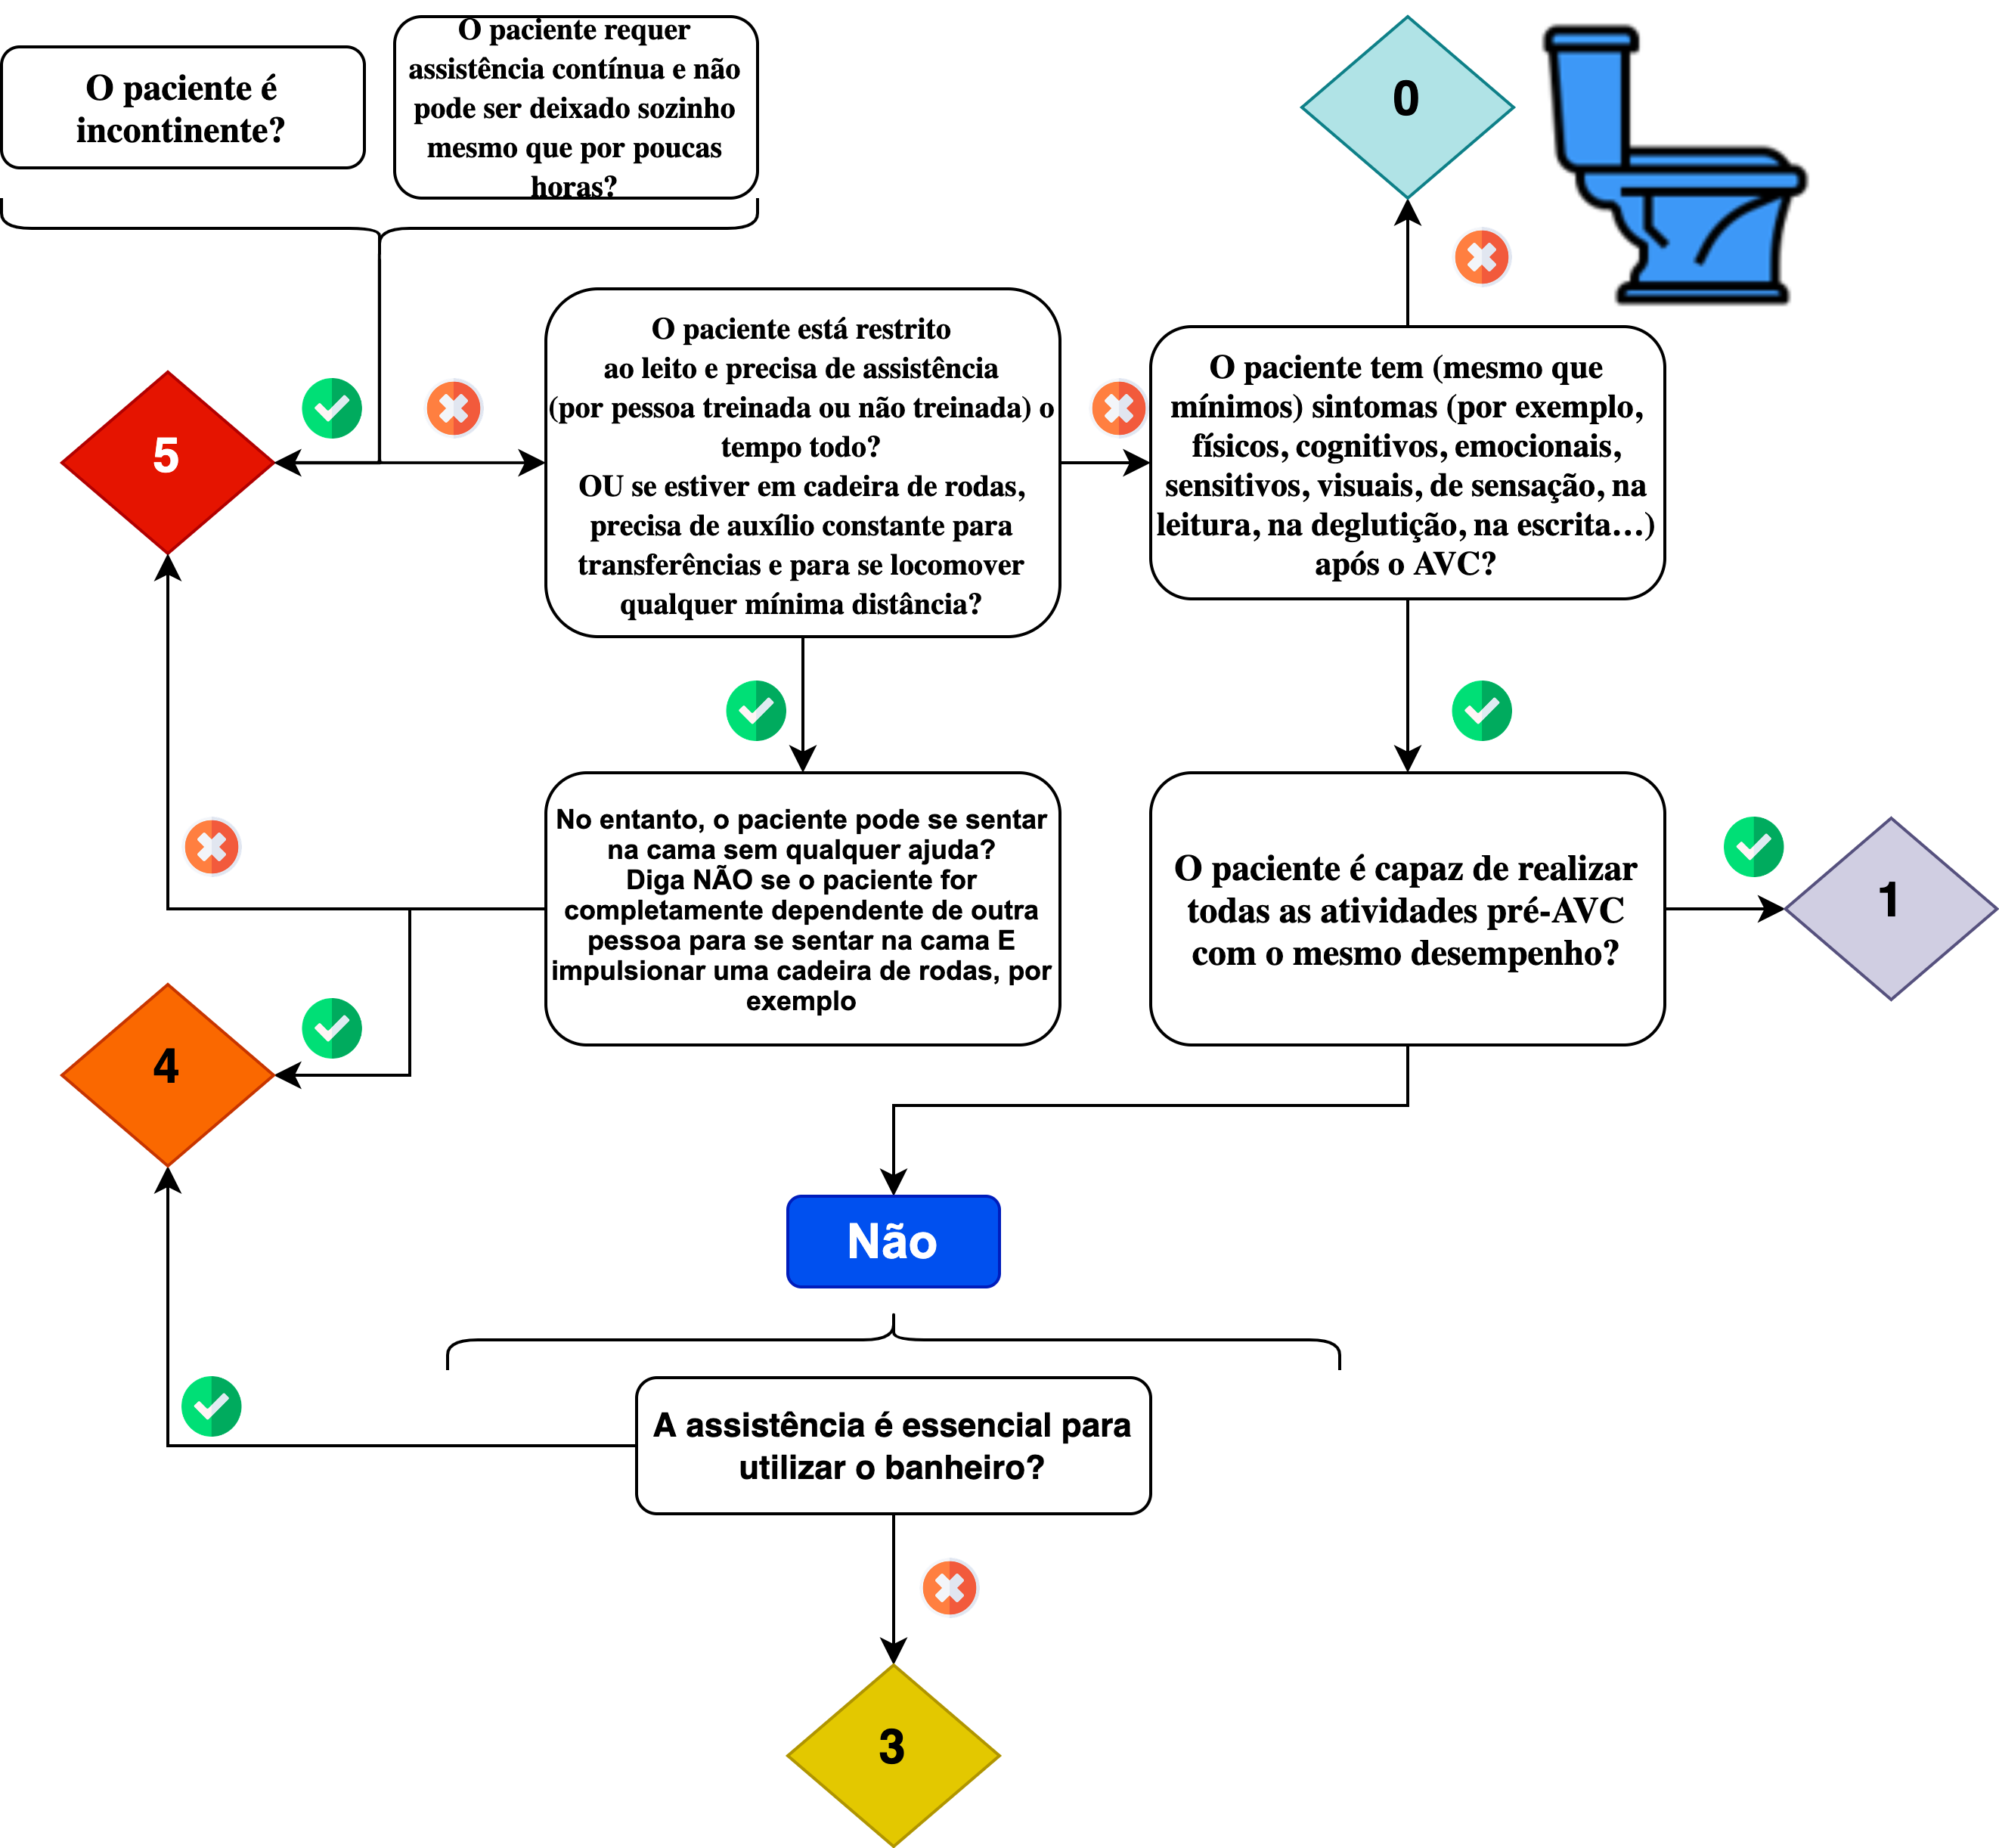 O paciente é
incontinente?
O paciente requer
assistência contínua e não
pode ser deixado sozinho
mesmo que por poucas
horas?
0
5
O paciente está restrito
ao leito e precisa de assistência
(por pessoa treinada ou não treinada) o
tempo todo?
OU se estiver em cadeira de rodas,
precisa de auxílio constante para
transferências e para se locomover
qualquer mínima distância?
O paciente tem (mesmo que
mínimos) sintomas (por exemplo,
físicos, cognitivos, emocionais,
sensitivos, visuais, de sensação, na
leitura, na deglutição, na escrita...)
após o AVC?
No entanto, o paciente pode se sentar
na cama sem qualquer ajuda?
Diga NÃO se o paciente for
completamente dependente de outra
pessoa para se sentar na cama E
impulsionar uma cadeira de rodas, por
exemplo
O paciente é capaz de realizar
todas as atividades pré-AVC
com o mesmo desempenho?
1
4
Não
A assistência é essencial para
utilizar o banheiro?
3